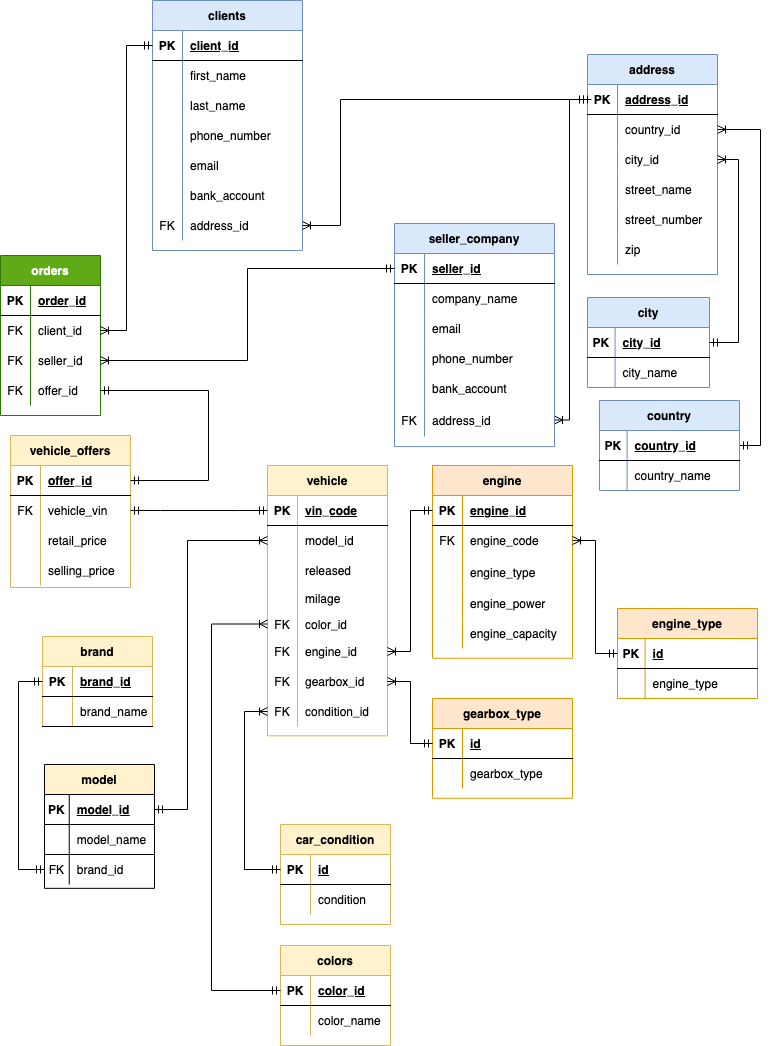 clients
PK client_id
first_name
last_name
phone_number
email
bank_account
FK address_id
address
PK address_id
country_id
city_id
street_name
street_number
zip
seller_company
PK seller_id
company_name
email
phone_number
bank_account
FK address_id
orders
PK order_id
FK client_id
FK seller_id
FK offer_id
city
PK city_id
city_name
country
PK country_id
country_name
vehicle_offers
PK offer_id
FK vehicle_vin
retail_price
selling_price
vehicle
PK vin_code
model_id
released
milage
FK color_id
FK engine_id
FK gearbox_id
FK condition_id
engine
PK engine_id
FK engine_code
engine_type
engine_power
engine_capacity
engine_type
PK id
engine_type
brand
PK brand_id
brand_name
gearbox_type
PK id
gearbox_type
model
PK model_id
model_name
FK brand_id
car_condition
PK id
condition
colors
PK color_id
color_name